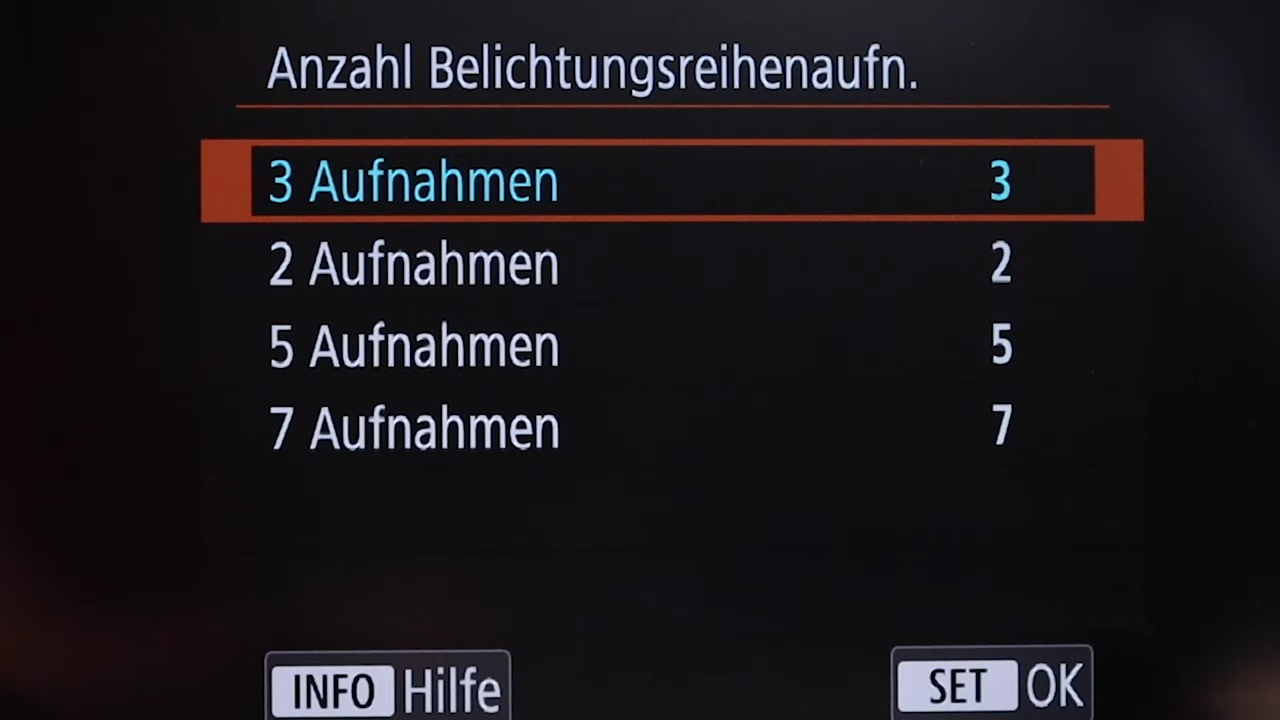 Anzahl Belichtungsreihenaufn.
3 Aufnahmen 3
2 Aufnahmen 2
5 Aufnahmen 5
7 Aufnahmen 7
INFO Hilfe SET OK